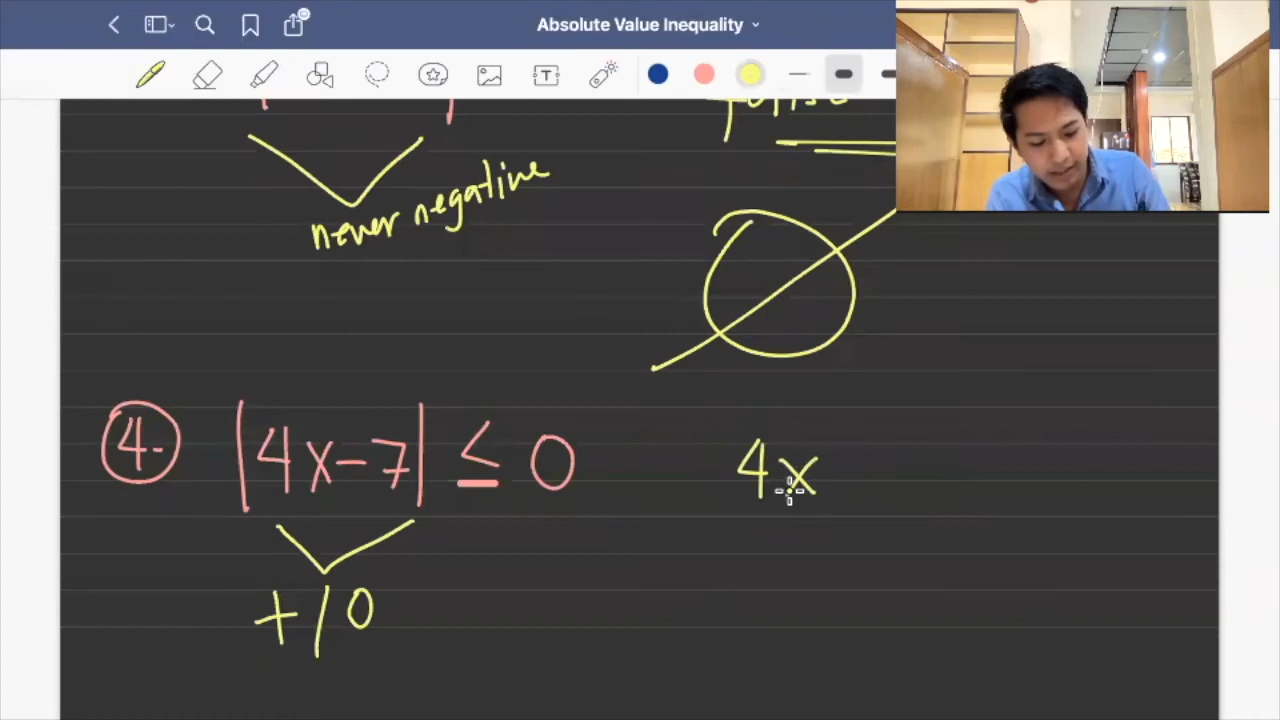 Absolute Value Inequality
never negative
4. |4x-7| ≤ 0
4x
+/0